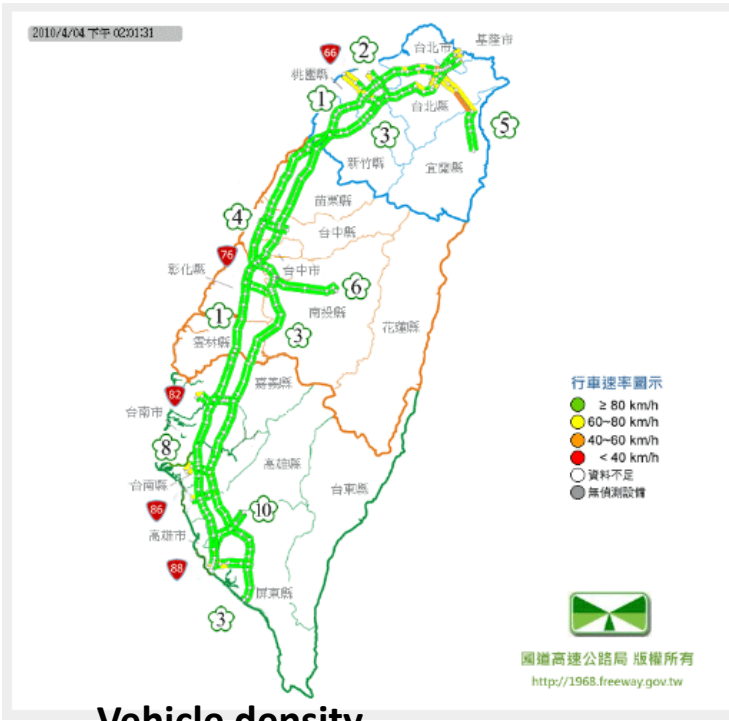 2010/4/04 下午 02:01:31
66
2
台北市
基隆市
桃園縣
1
台北縣
3
5
新竹縣
宜蘭縣
苗栗縣
4
台中縣
76
台中市
彰化縣
6
南投縣
1
花蓮縣
3
雲林縣
嘉義縣
82
台南市
8
高雄縣
台南縣
台東縣
86
10
高雄市
88
屏東縣
3
行車速率圖示
≥ 80 km/h
60~80 km/h
40~60 km/h
< 40 km/h
資料不足
無偵測設備
國道高速公路局 版權所有
http://1968.freeway.gov.tw
Vehicle density